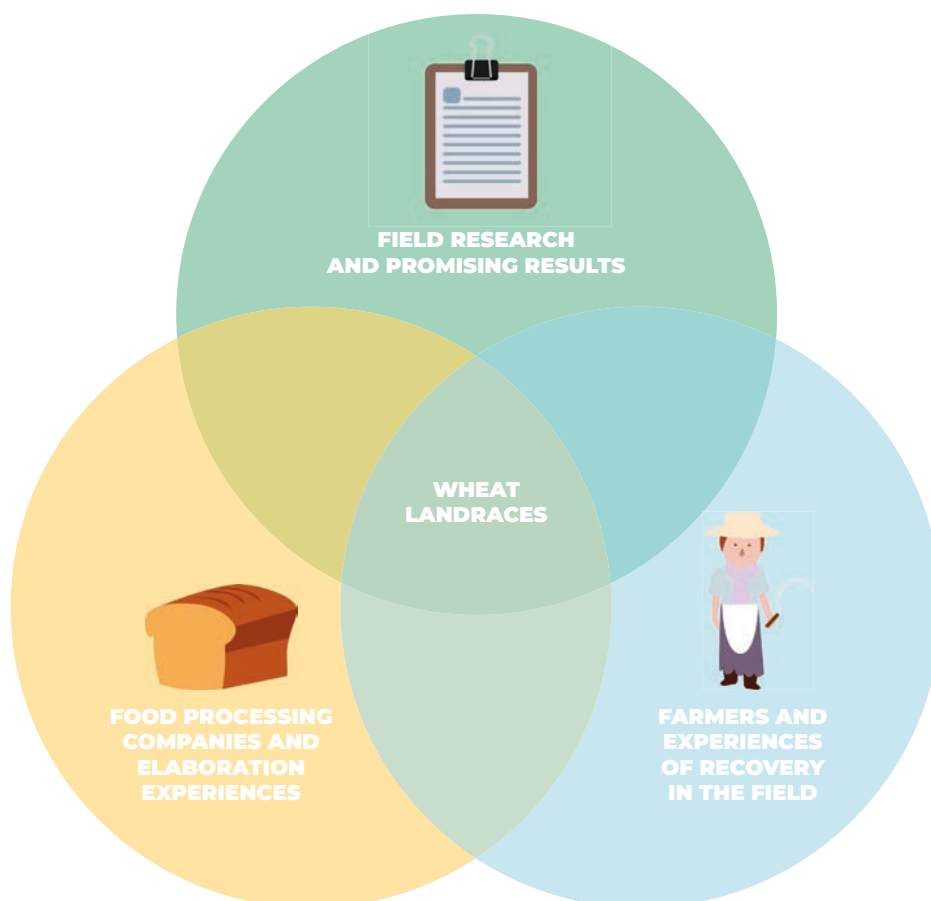 FIELD RESEARCH
AND PROMISING RESULTS
WHEAT
LANDRACES
FOOD PROCESSING
COMPANIES AND
ELABORATION
EXPERIENCES
FARMERS AND
EXPERIENCES
OF RECOVERY
IN THE FIELD